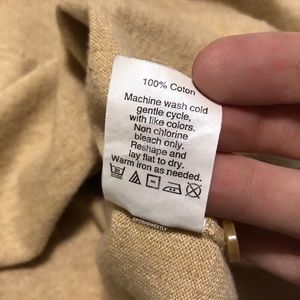 100% Coton
Machine wash cold
gentle cycle,
with like colors.
Non chlorine
bleach only.
Reshape and
lay flat to dry.
Warm iron as needed.